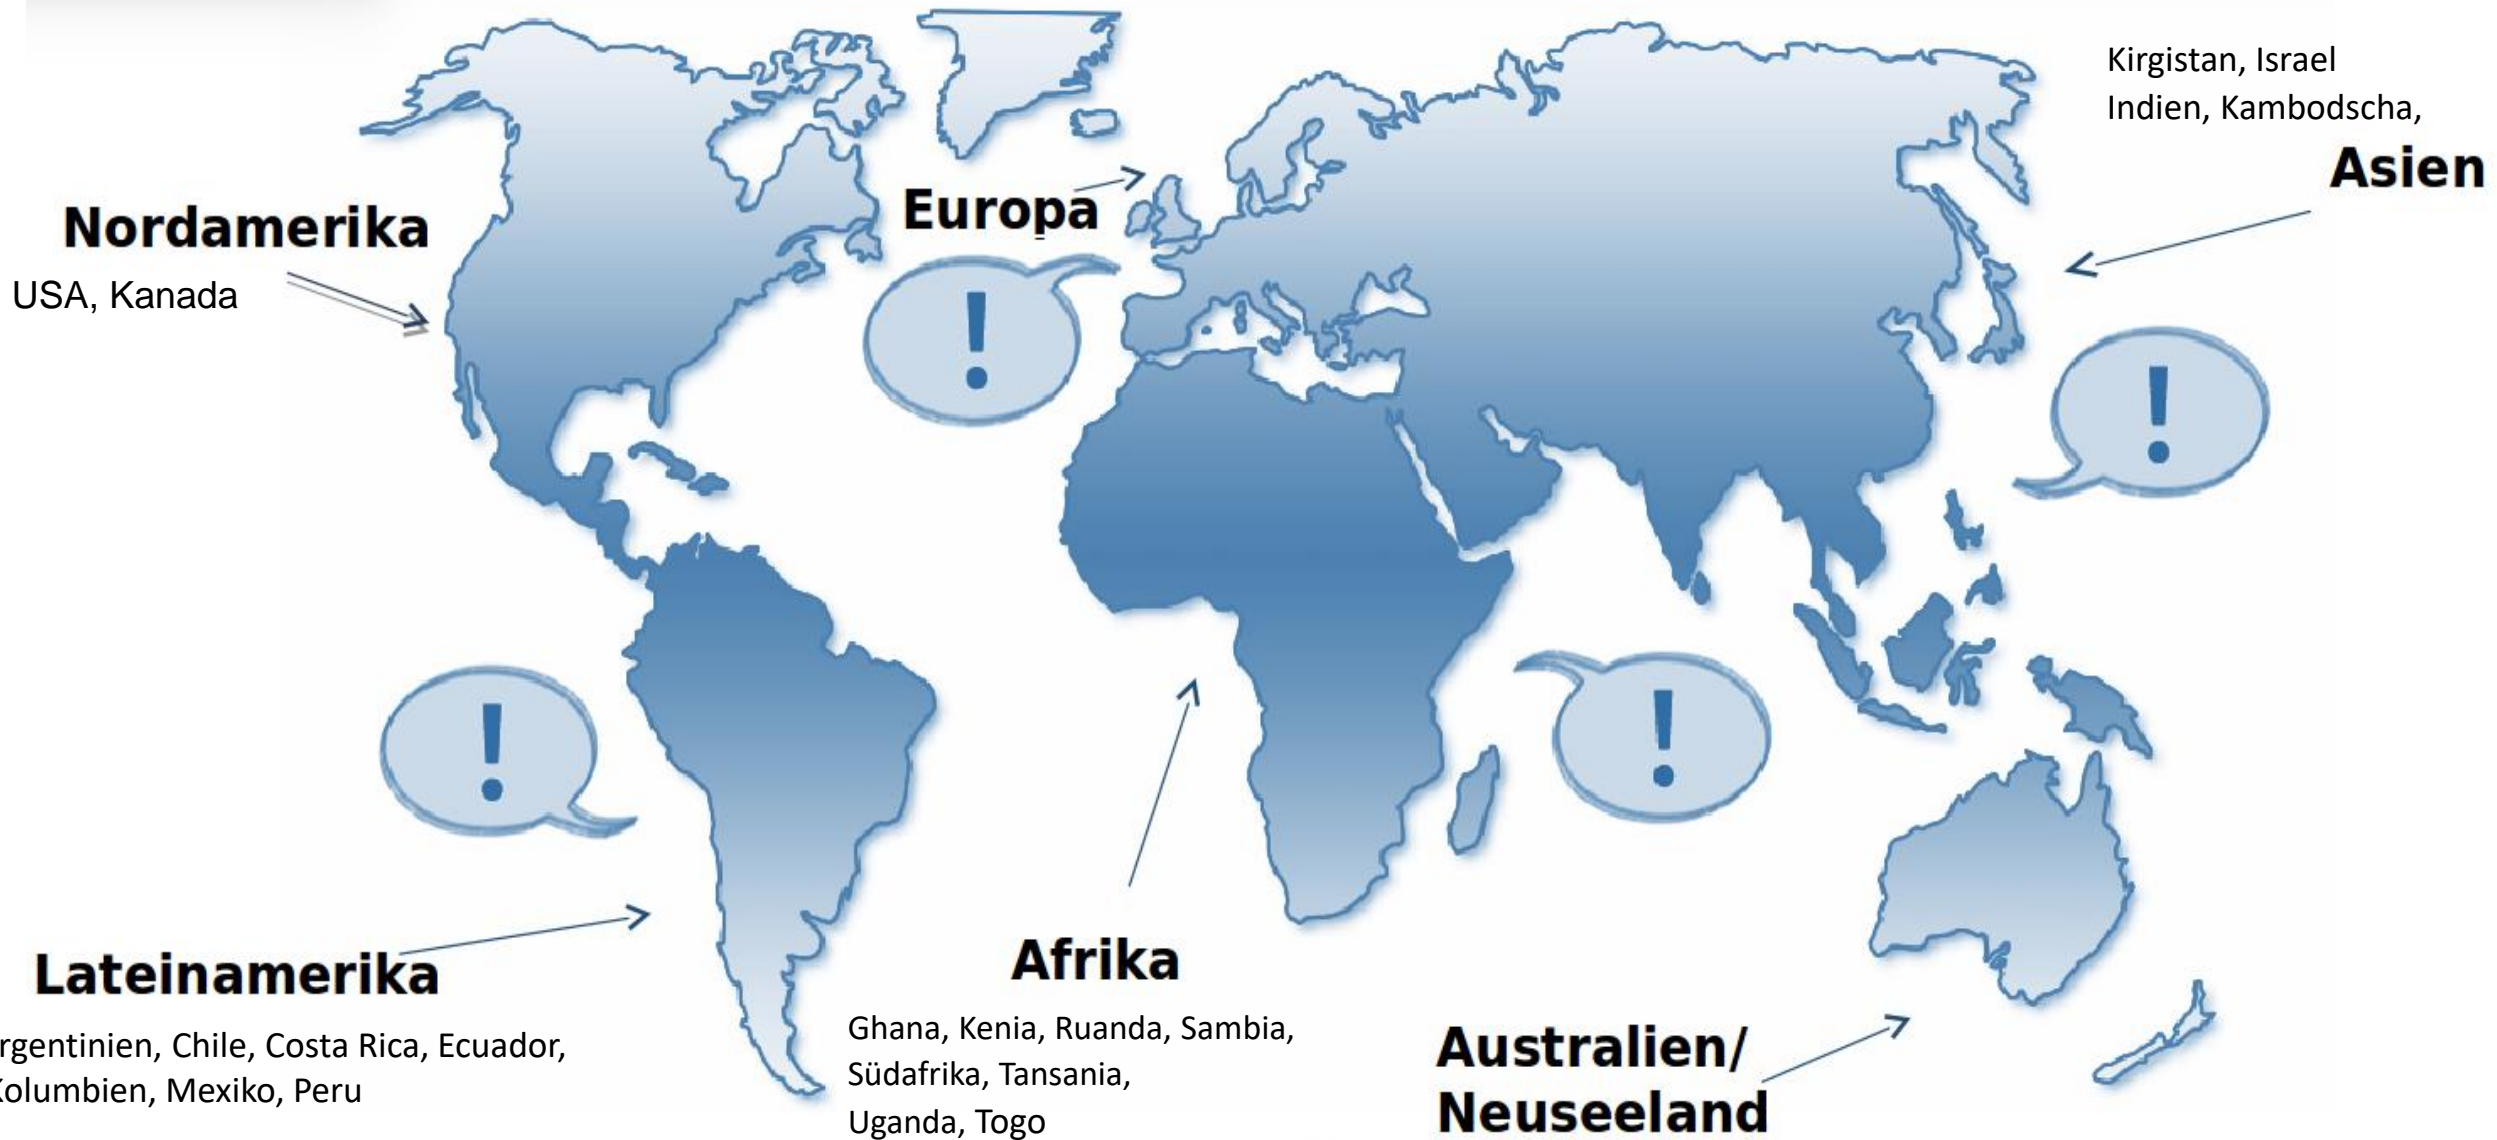 Kirgistan, Israel
Indien, Kambodscha,
Asien
Europa
Nordamerika
USA, Kanada
!
!
!
!
Lateinamerika
rgentinien, Chile, Costa Rica, Ecuador,
Kolumbien, Mexiko, Peru
Afrika
Ghana, Kenia, Ruanda, Sambia,
Südafrika, Tansania,
Uganda, Togo
Australien/
Neuseeland